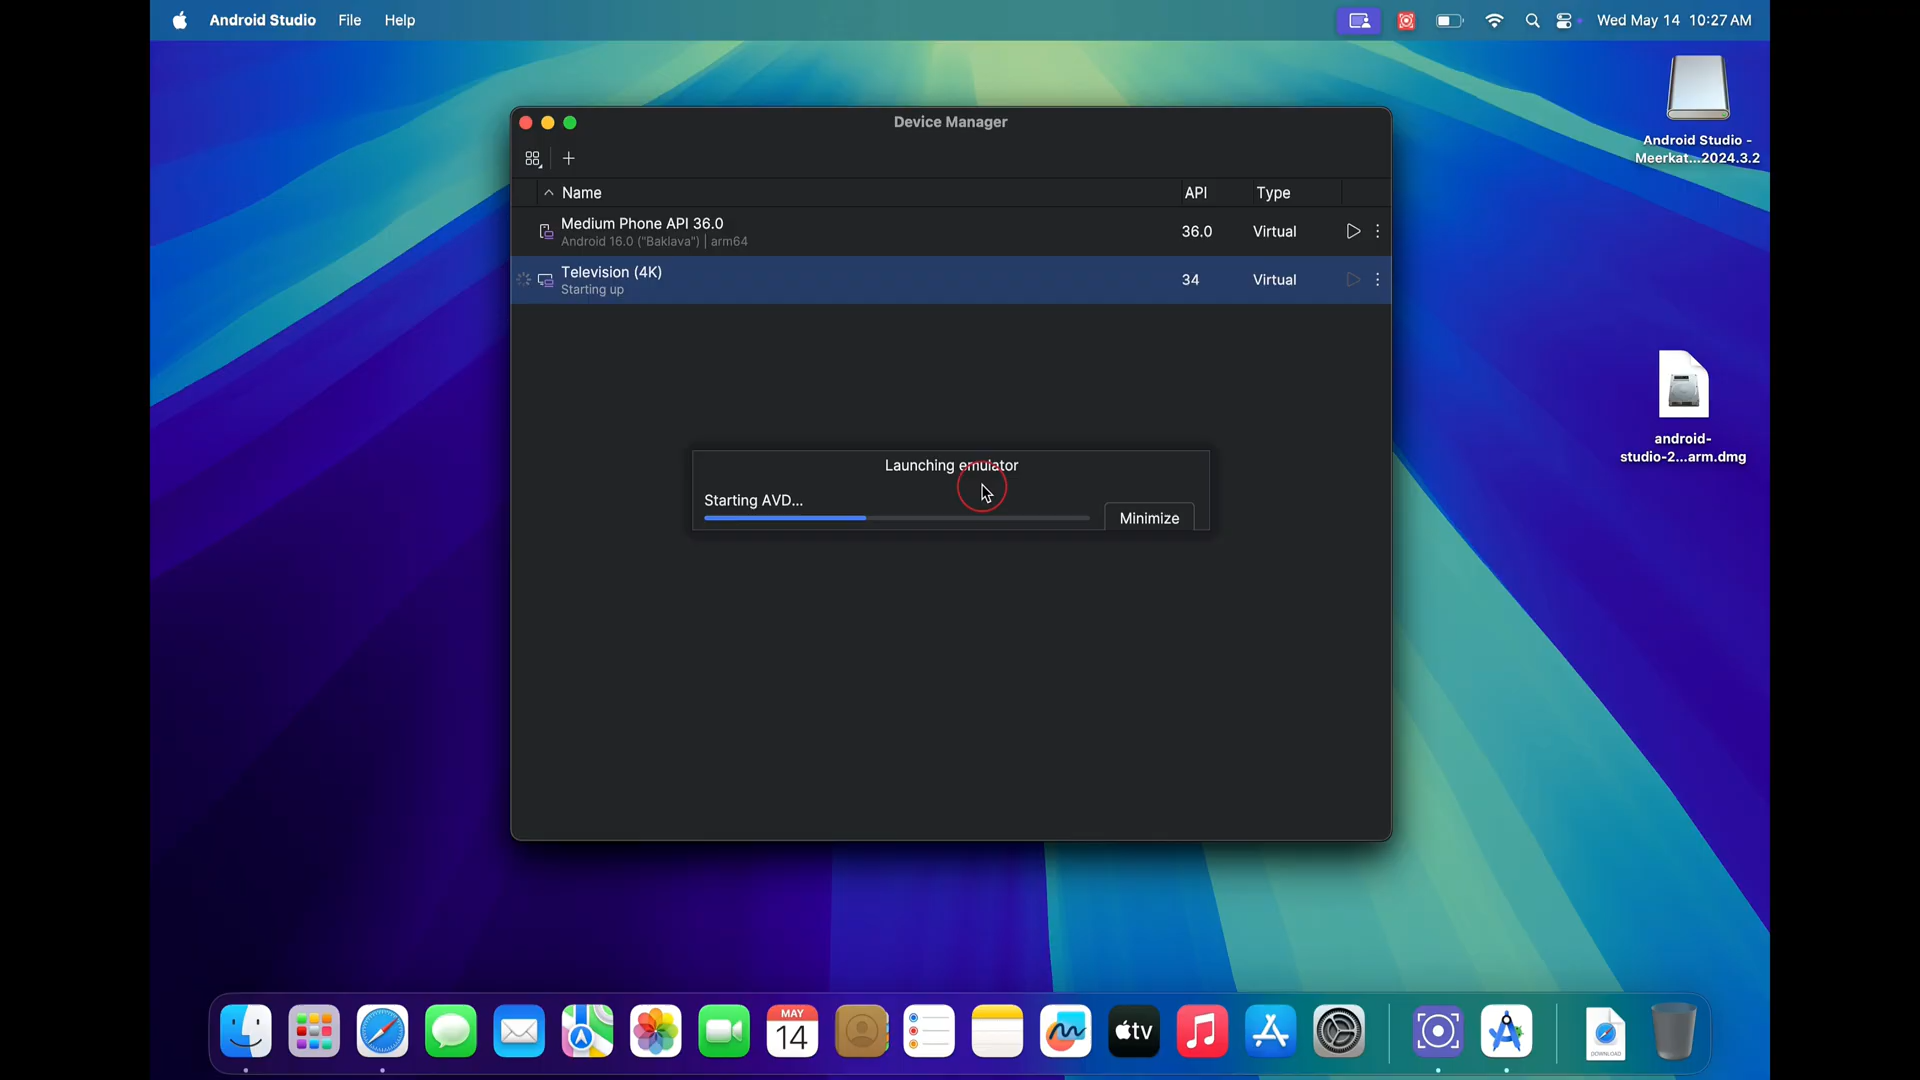 Android Studio File Help
Wed May 14 10:27 AM
Device Manager
Name API Type
Medium Phone API 36.0
Android 16.0 ("Baklava") | arm64
36.0 Virtual
Television (4K)
Starting up
34 Virtual
Launching emulator
Starting AVD...
Minimize
Android Studio -
Meerkat...2024.3.2
android-
studio-2...arm.dmg
MAY
14
tv
DOWNLOAD